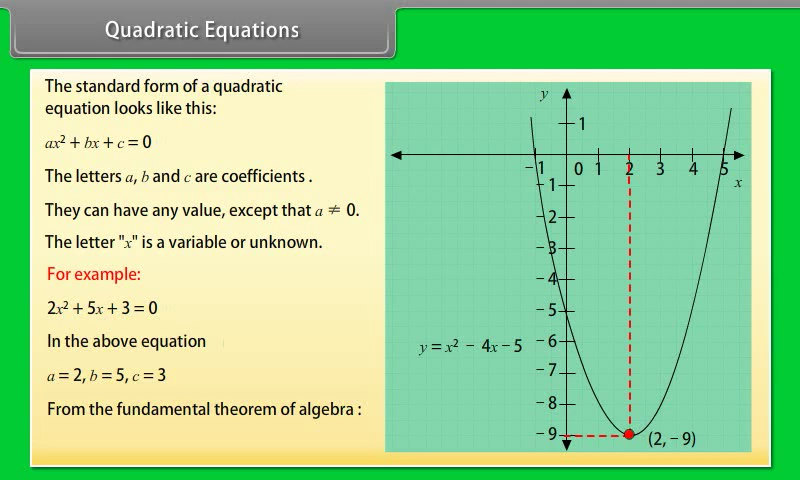 Quadratic Equations
The standard form of a quadratic
equation looks like this:
ax² + bx + c = 0
The letters a, b and c are coefficients .
They can have any value, except that a ≠ 0.
The letter "x" is a variable or unknown.
For example:
2x² + 5x + 3 = 0
In the above equation
a = 2, b = 5, c = 3
From the fundamental theorem of algebra :
y
1
−1 0 1 2 3 4 5
x
−1
−2
−3
−4
−5
y = x² − 4x − 5
−6
−7
−8
−9
(2, − 9)